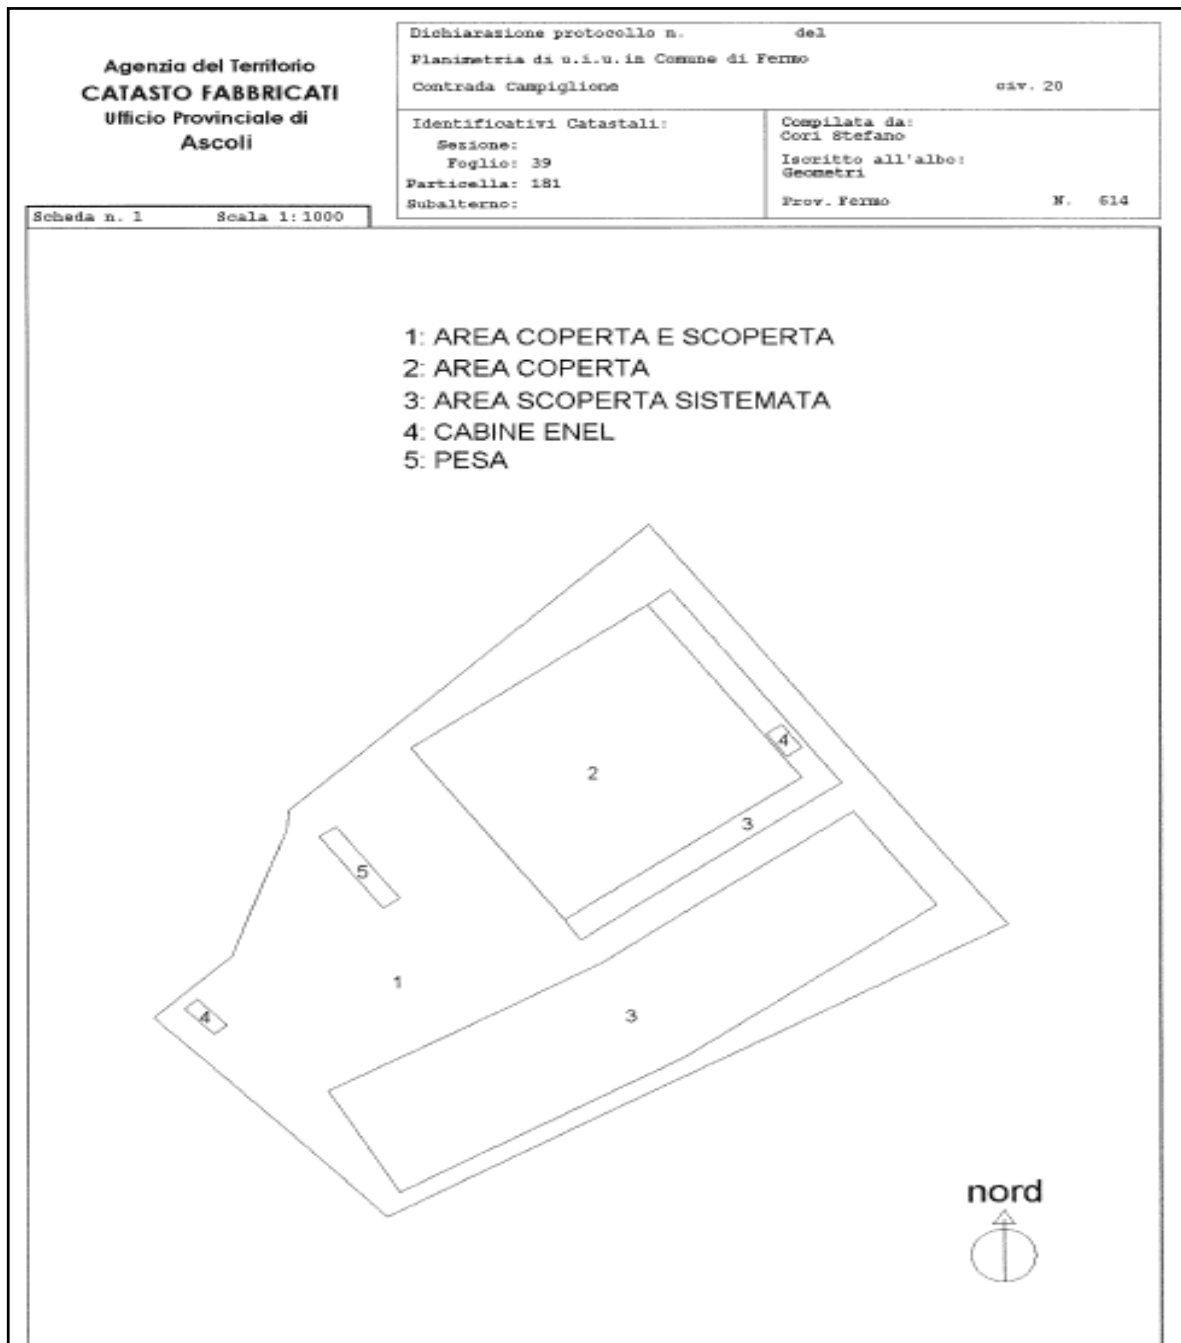 Agenzia del Territorio
CATASTO FABBRICATI
Ufficio Provinciale di
Ascoli
Dichiarazione protocollo n. del
Planimetria di u.i.u. in Comune di Fermo
Contrada Campiglione civ. 20
Identificativi Catastali:
Sezione:
Foglio: 39
Particella: 181
Subalterno:
Compilata da:
Cori Stefano
Iscritto all'albo:
Geometri
Prov. Fermo N. 614
Scheda n. 1 Scala 1:1000
1: AREA COPERTA E SCOPERTA
2: AREA COPERTA
3: AREA SCOPERTA SISTEMATA
4: CABINE ENEL
5: PESA
4
2
3
5
1
4
3
nord